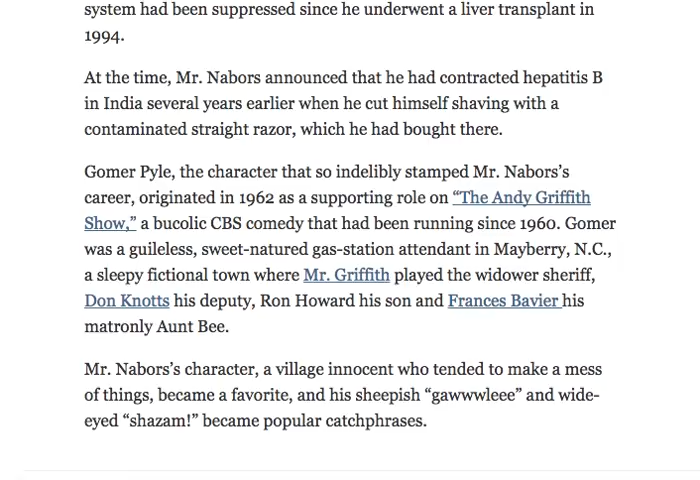 system had been suppressed since he underwent a liver transplant in
1994.
At the time, Mr. Nabors announced that he had contracted hepatitis B
in India several years earlier when he cut himself shaving with a
contaminated straight razor, which he had bought there.
Gomer Pyle, the character that so indelibly stamped Mr. Nabors’s
career, originated in 1962 as a supporting role on “The Andy Griffith
Show,” a bucolic CBS comedy that had been running since 1960. Gomer
was a guileless, sweet-natured gas-station attendant in Mayberry, N.C.,
a sleepy fictional town where Mr. Griffith played the widower sheriff,
Don Knotts his deputy, Ron Howard his son and Frances Bavier his
matronly Aunt Bee.
Mr. Nabors’s character, a village innocent who tended to make a mess
of things, became a favorite, and his sheepish “gawwwleee” and wide-
eyed “shazam!” became popular catchphrases.